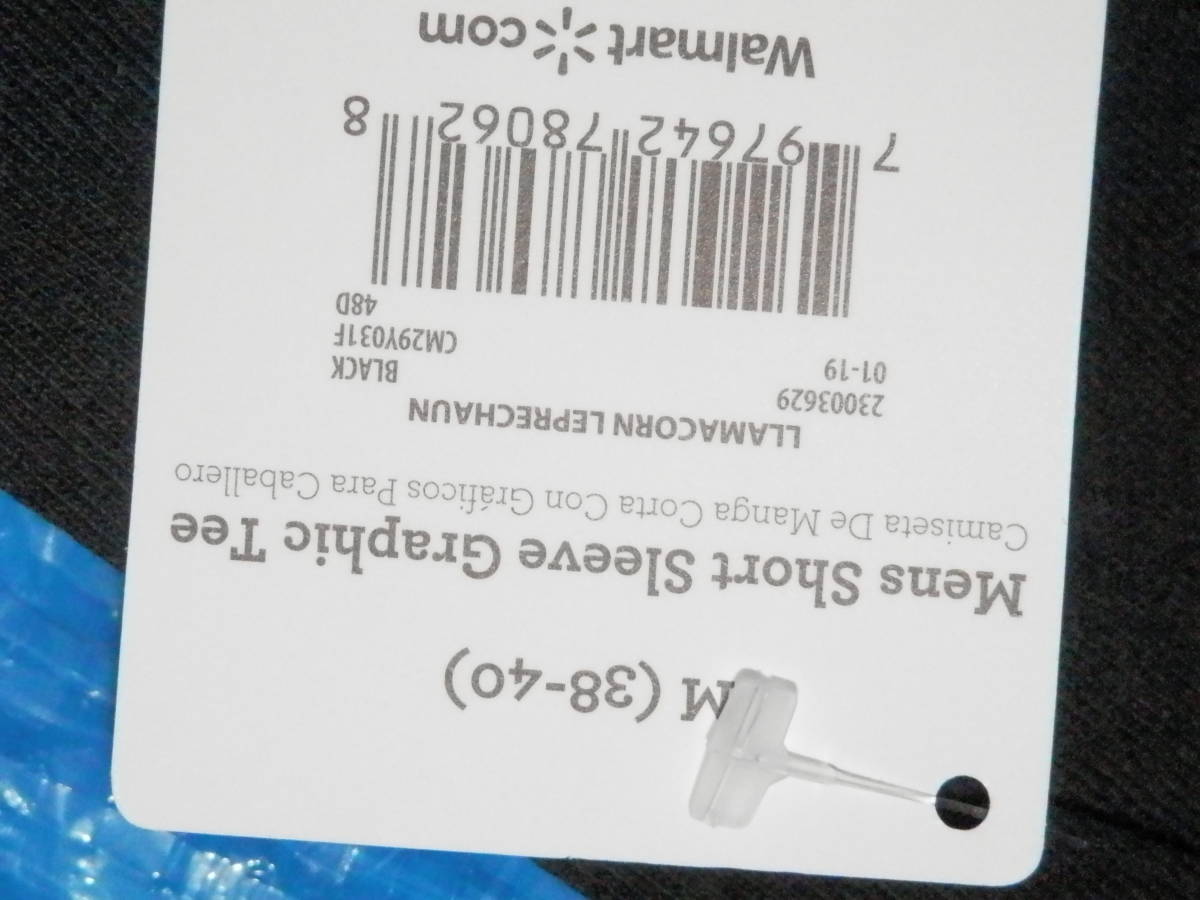 M (38-40)
Mens Short Sleeve Graphic Tee
Camiseta De Manga Corta Con Gráficos Para Caballero
LLAMACORN LEPRECHAUN
23003629 BLACK
01-19 CM29Y031F
48D
7 97642 78062 8
Walmart com